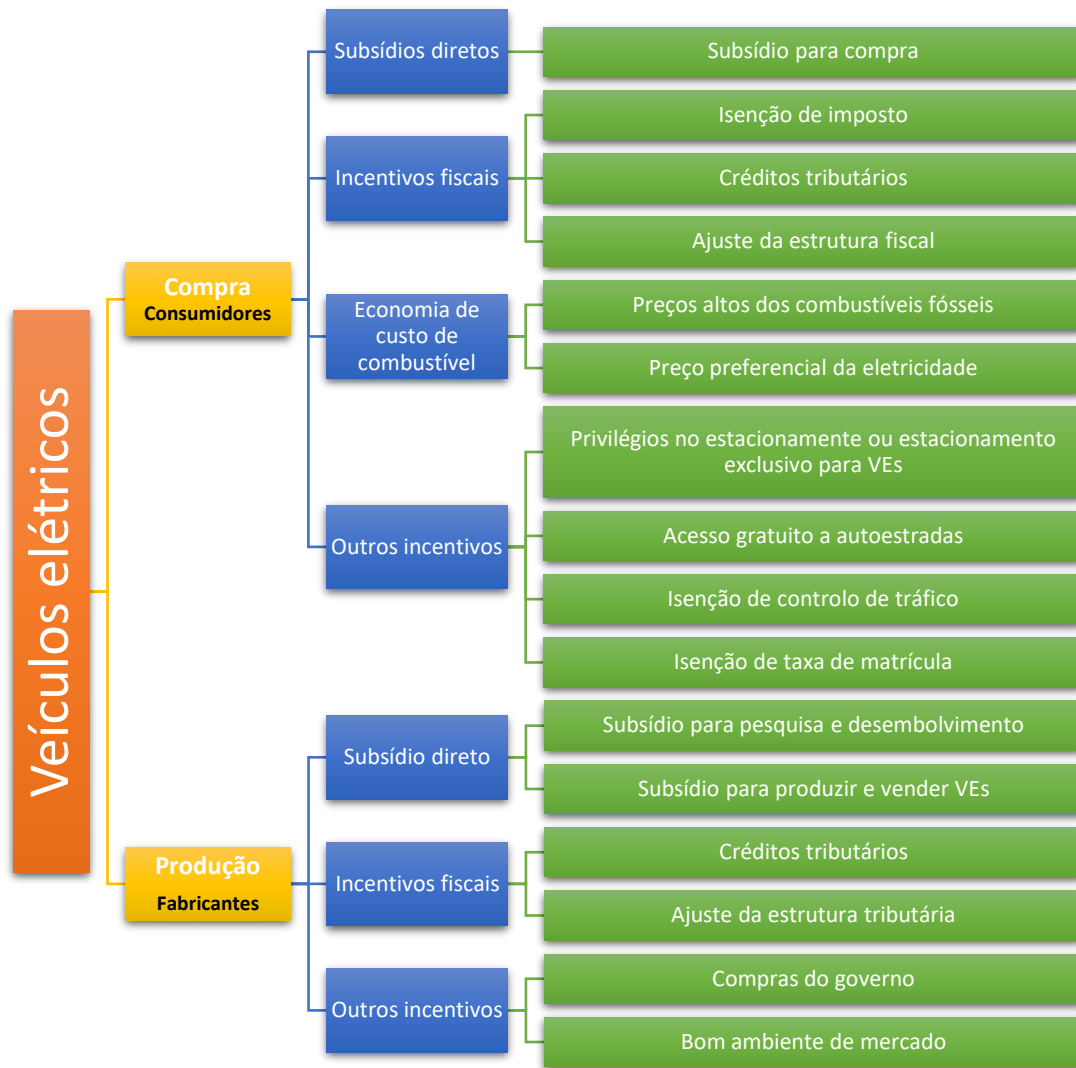 Veículos elétricos
Compra
Consumidores
Subsídios diretos
Subsídio para compra
Incentivos fiscais
Isenção de imposto
Créditos tributários
Ajuste da estrutura fiscal
Economia de
custo de
combustível
Preços altos dos combustíveis fósseis
Preço preferencial da eletricidade
Outros incentivos
Privilégios no estacionamente ou estacionamento
exclusivo para VEs
Acesso gratuito a autoestradas
Isenção de controlo de tráfico
Isenção de taxa de matrícula
Produção
Fabricantes
Subsídio direto
Subsídio para pesquisa e desembolvimento
Subsídio para produzir e vender VEs
Incentivos fiscais
Créditos tributários
Ajuste da estrutura tributária
Outros incentivos
Compras do governo
Bom ambiente de mercado